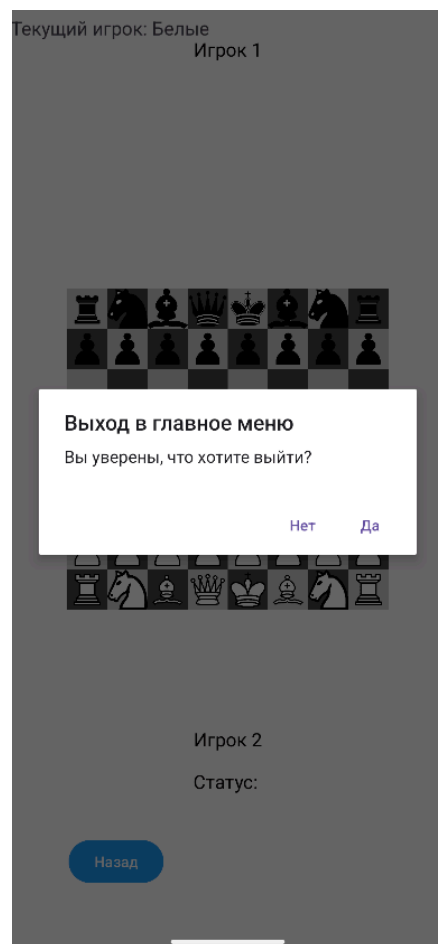 Текущий игрок: Белые
Игрок 1
Выход в главное меню
Вы уверены, что хотите выйти?
Нет Да
Игрок 2
Статус:
Назад